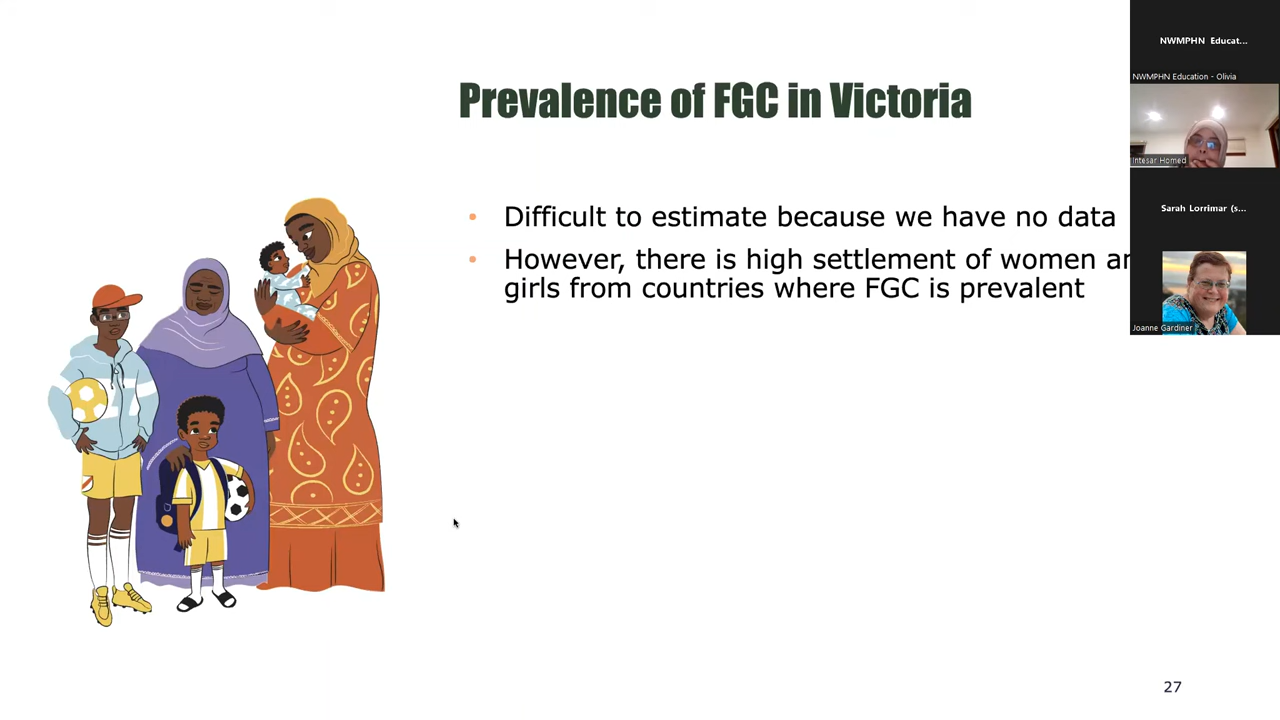 Prevalence of FGC in Victoria
Difficult to estimate because we have no data
However, there is high settlement of women
girls from countries where FGC is prevalent
27
NWMPHN Educat...
NWMPHN Education - Olivia
Intesar Homed
Sarah Lorrimar (s...
Joanne Gardiner